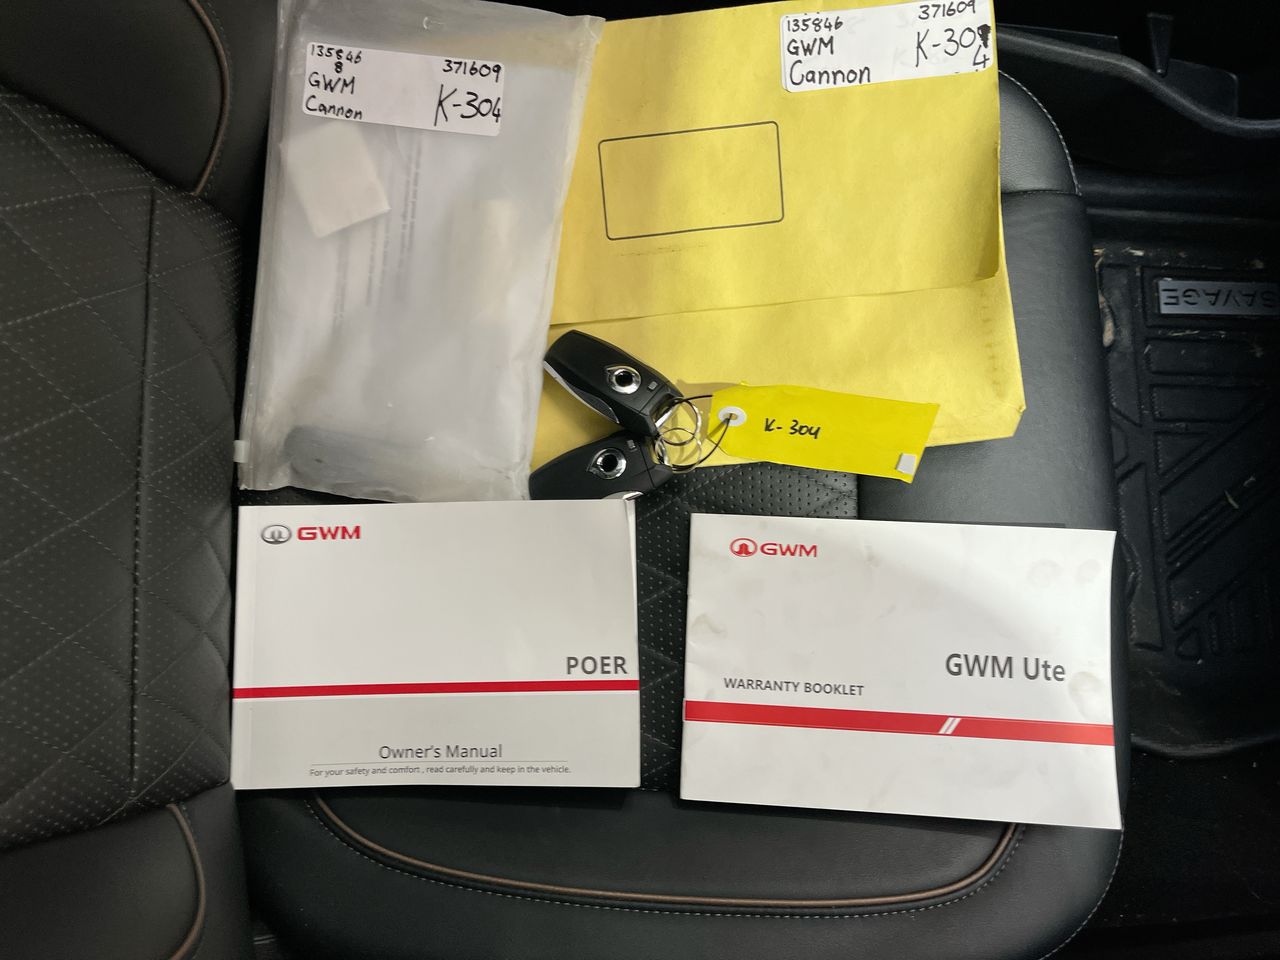 135846
8
371609
GWM
K-304
Cannon
135846
371609
GWM
K-304
Cannon
4
K-304
SAVAGE
GWM
POER
Owner's Manual
For your safety and comfort , read carefully and keep in the vehicle.
GWM
GWM Ute
WARRANTY BOOKLET